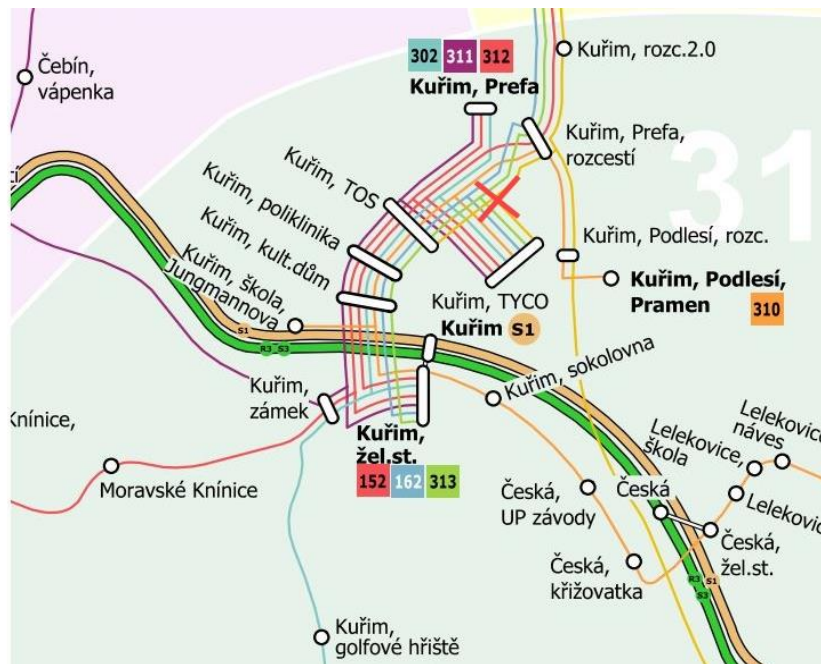 Čebín,
vápenka
302 311 312
Kuřim, Prefa
Kuřim, rozc.2.0
Kuřim, Prefa,
rozcestí
31
Kuřim, TOS
Kuřim, poliklinika
Kuřim, kult.dům
Kuřim, škola,
Jungmannova
Kuřim, Podlesí, rozc.
Kuřim, Podlesí,
Pramen 310
Kuřim, TYCO
Kuřim S1
S1
R3 S3
Kuřim, sokolovna
Kuřim,
zámek
Knínice,
Kuřim,
žel.st.
152 162 313
Moravské Knínice
Lelekovice,
škola
Lelekovice
náves
Lelekovice
Česká,
UP závody
Česká
Česká,
žel.st.
Česká,
křižovatka
R3 S1
S3
Kuřim,
golfové hřiště